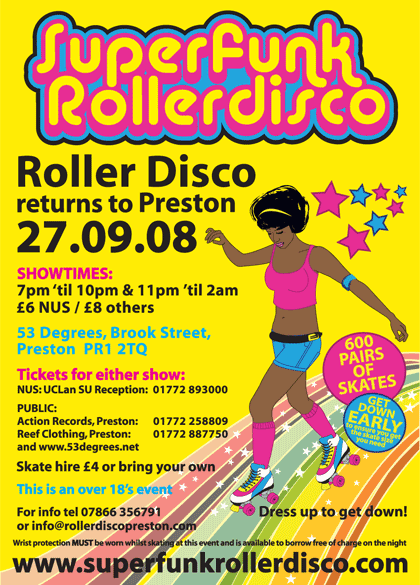 Superfunk
Rollerdisco
Roller Disco
returns to Preston
27.09.08
SHOWTIMES:
7pm ‘til 10pm & 11pm ’til 2am
£6 NUS / £8 others
53 Degrees, Brook Street,
Preston PR1 2TQ
Tickets for either show:
NUS: UCLan SU Reception: 01772 893000
PUBLIC:
Action Records, Preston: 01772 258809
Reef Clothing, Preston: 01772 887750
and www.53degrees.net
Skate hire £4 or bring your own
This is an over 18’s event
For info tel 07866 356791
or info@rollerdiscopreston.com
600
PAIRS
OF
SKATES
GET
DOWN
EARLY
to ensure you get
the skate size
you need
Dress up to get down!
Wrist protection MUST be worn whilst skating at this event and is available to borrow free of charge on the night
www.superfunkrollerdisco.com